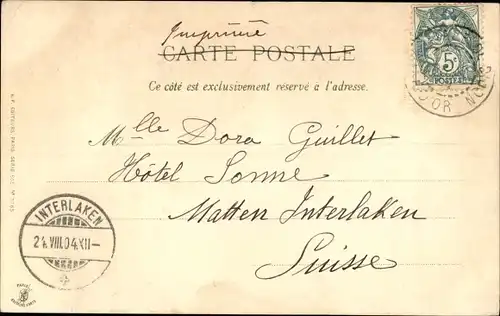 Imprimé
CARTE POSTALE
Ce côté est exclusivement réservé à l'adresse.
5c
POSTES
Mlle Dora Guillet
Hôtel Sonne
Matten Interlaken
Suisse
INTERLAKEN
24.VIII.04.XII-